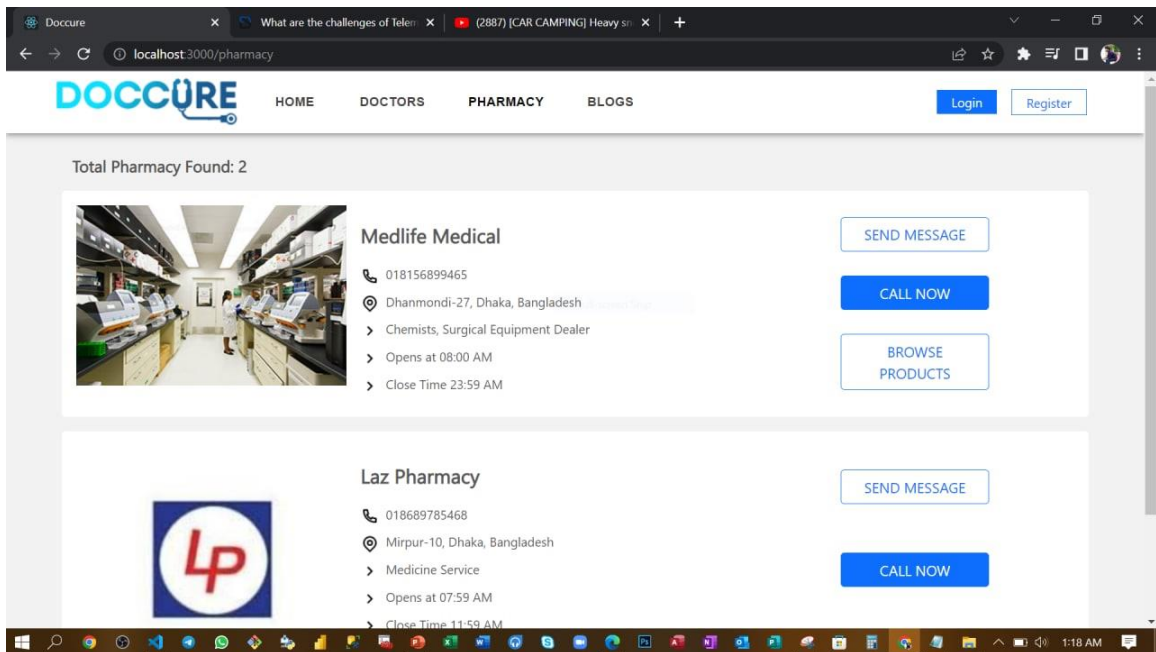 Doccure
What are the challenges of Telem
(2887) [CAR CAMPING] Heavy sn
localhost:3000/pharmacy
DOCCURE
HOME
DOCTORS
PHARMACY
BLOGS
Login
Register
Total Pharmacy Found: 2
Medlife Medical
018156899465
Dhanmondi-27, Dhaka, Bangladesh
Chemists, Surgical Equipment Dealer
Opens at 08:00 AM
Close Time 23:59 AM
SEND MESSAGE
CALL NOW
BROWSE
PRODUCTS
LP
Laz Pharmacy
018689785468
Mirpur-10, Dhaka, Bangladesh
Medicine Service
Opens at 07:59 AM
Close Time 11:59 AM
SEND MESSAGE
CALL NOW
1:18 AM